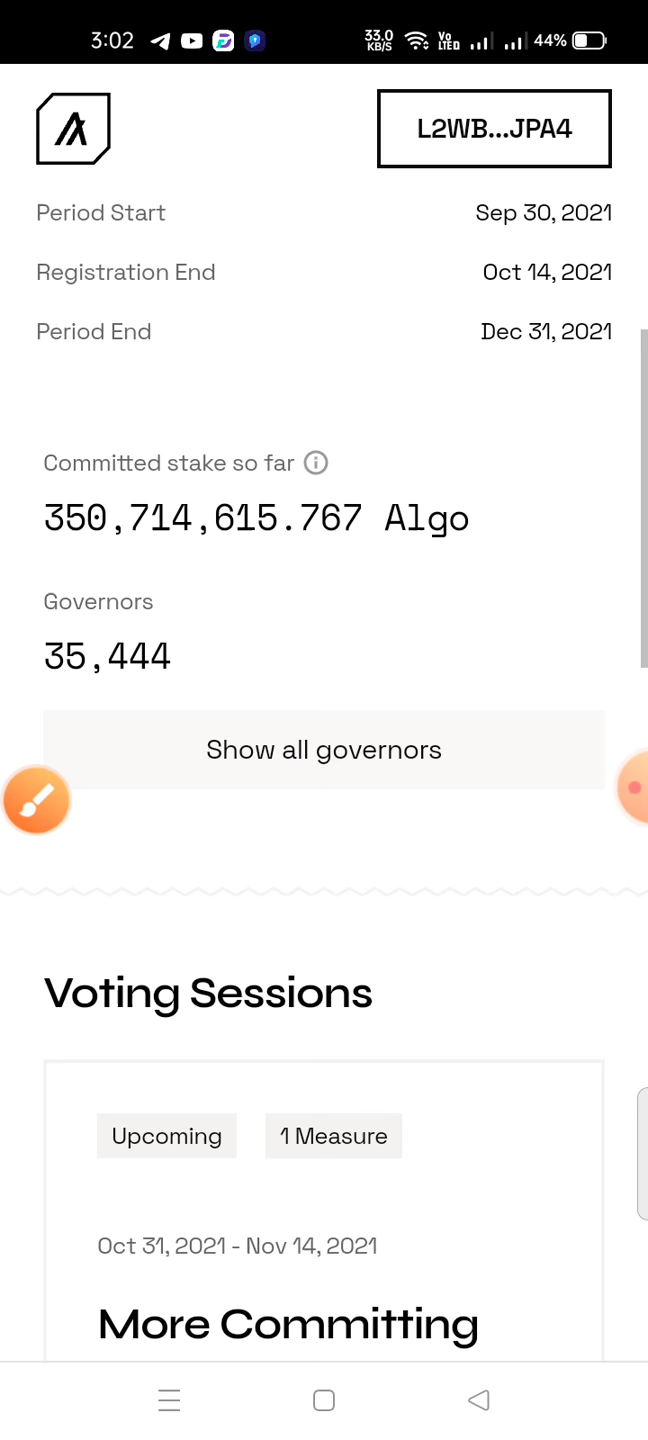 3:02
33.0 KB/S
Vo LTED
44%
L2WB...JPA4
Period Start
Sep 30, 2021
Registration End
Oct 14, 2021
Period End
Dec 31, 2021
Committed stake so far
350,714,615.767 Algo
Governors
35,444
Show all governors
Voting Sessions
Upcoming
1 Measure
Oct 31, 2021 - Nov 14, 2021
More Committing